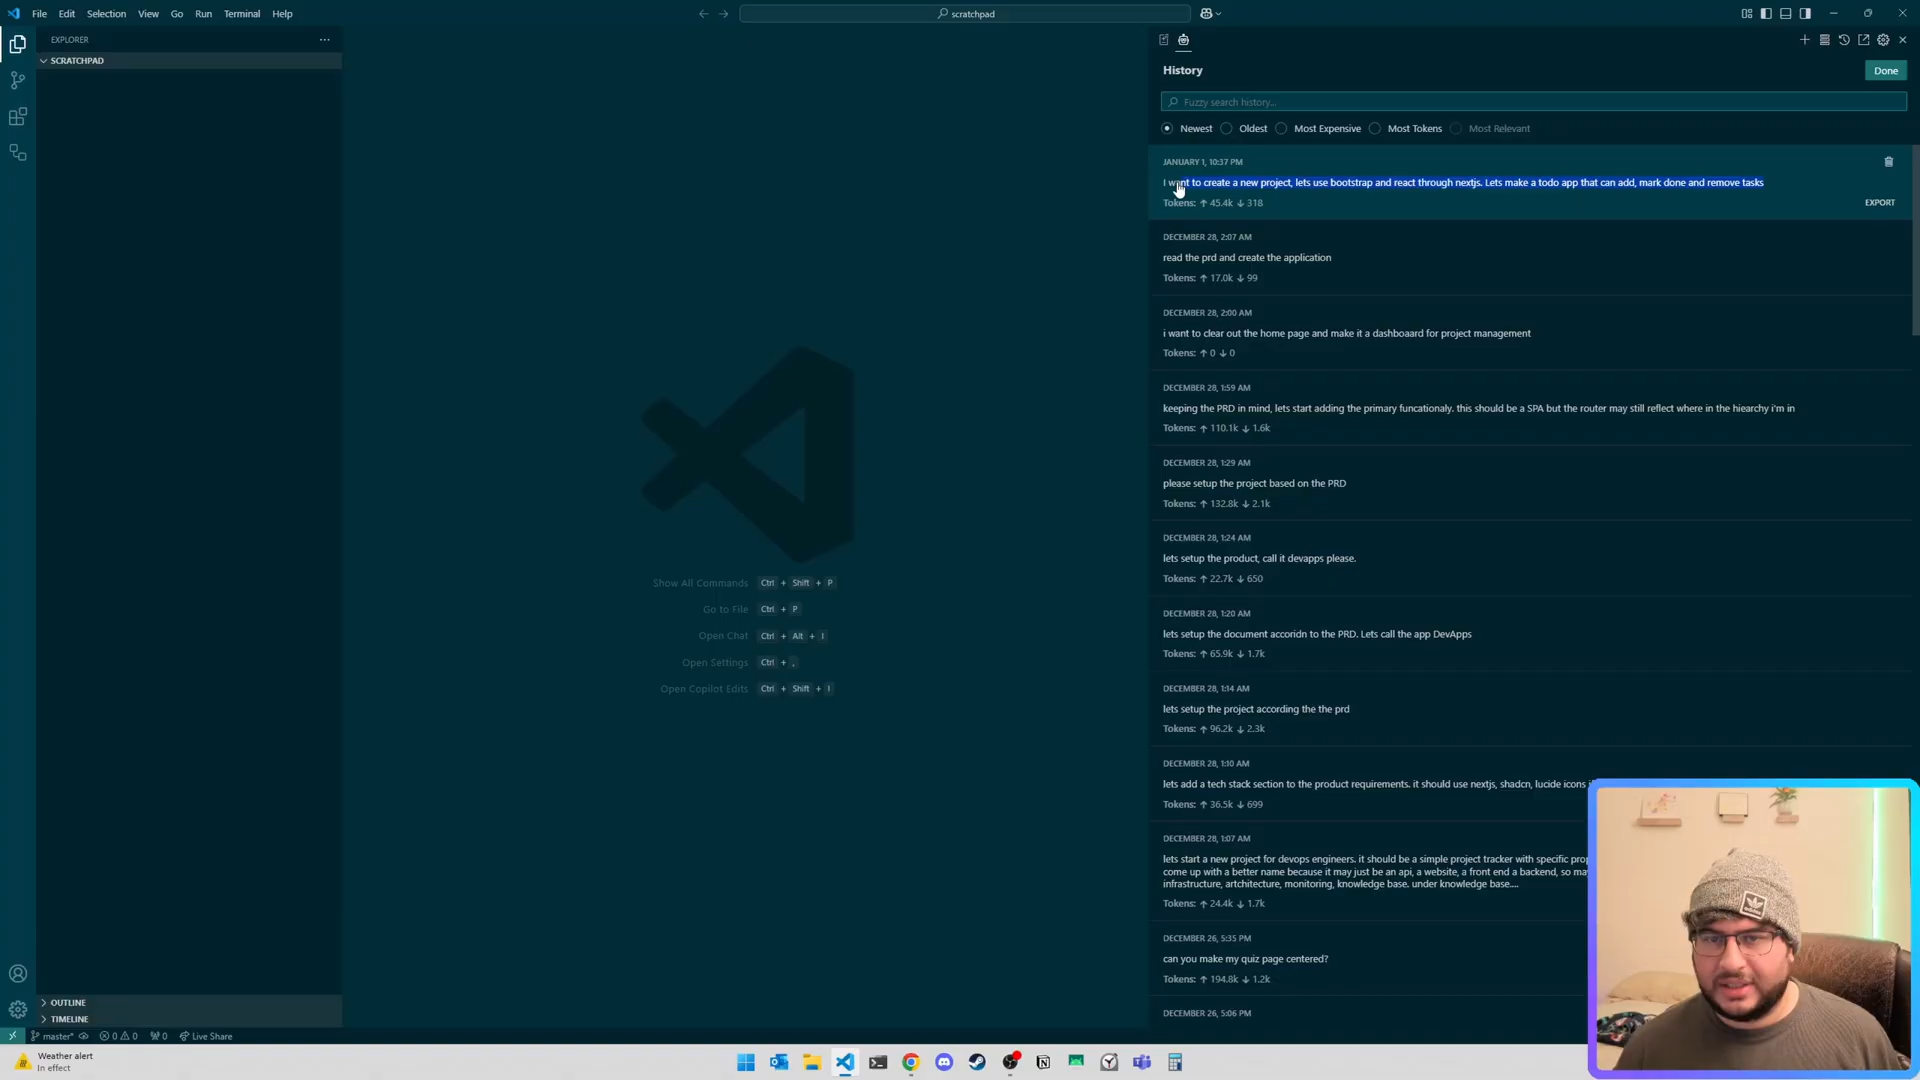 File Edit Selection View Go Run Terminal Help
scratchpad
EXPLORER
SCRATCHPAD
History
Done
Fuzzy search history...
Newest Oldest Most Expensive Most Tokens Most Relevant
JANUARY 1, 10:37 PM
I want to create a new project, lets use bootstrap and react through nextjs. Lets make a todo app that can add, mark done and remove tasks
Tokens: ↑ 45.4k ↓ 318
EXPORT
DECEMBER 28, 2:07 AM
read the prd and create the application
Tokens: ↑ 17.0k ↓ 99
DECEMBER 28, 2:00 AM
i want to clear out the home page and make it a dashboaard for project management
Tokens: ↑ 0 ↓ 0
DECEMBER 28, 1:59 AM
keeping the PRD in mind, lets start adding the primary funcationaly. this should be a SPA but the router may still reflect where in the hiearchy i'm in
Tokens: ↑ 110.1k ↓ 1.6k
DECEMBER 28, 1:29 AM
please setup the project based on the PRD
Tokens: ↑ 132.8k ↓ 2.1k
DECEMBER 28, 1:24 AM
lets setup the product, call it devapps please.
Tokens: ↑ 22.7k ↓ 650
DECEMBER 28, 1:20 AM
lets setup the document accoridn to the PRD. Lets call the app DevApps
Tokens: ↑ 65.9k ↓ 1.7k
DECEMBER 28, 1:14 AM
lets setup the project according the the prd
Tokens: ↑ 96.2k ↓ 2.3k
DECEMBER 28, 1:10 AM
lets add a tech stack section to the product requirements. it should use nextjs, shadcn, lucide icons
Tokens: ↑ 36.5k ↓ 699
DECEMBER 28, 1:07 AM
lets start a new project for devops engineers. it should be a simple project tracker with specific
come up with a better name because it may just be an api, a website, a front end a backend, so
infrastructure, artchitecture, monitoring, knowledge base. under knowledge base....
Tokens: ↑ 24.4k ↓ 1.7k
DECEMBER 26, 5:35 PM
can you make my quiz page centered?
Tokens: ↑ 194.8k ↓ 1.2k
DECEMBER 26, 5:06 PM
Show All Commands Ctrl + Shift + P
Go to File Ctrl + P
Open Chat Ctrl + Alt + I
Open Settings Ctrl + ,
Open Copilot Edits Ctrl + Shift + I
OUTLINE
TIMELINE
master* 0 0 0 Live Share
Weather alert
In effect